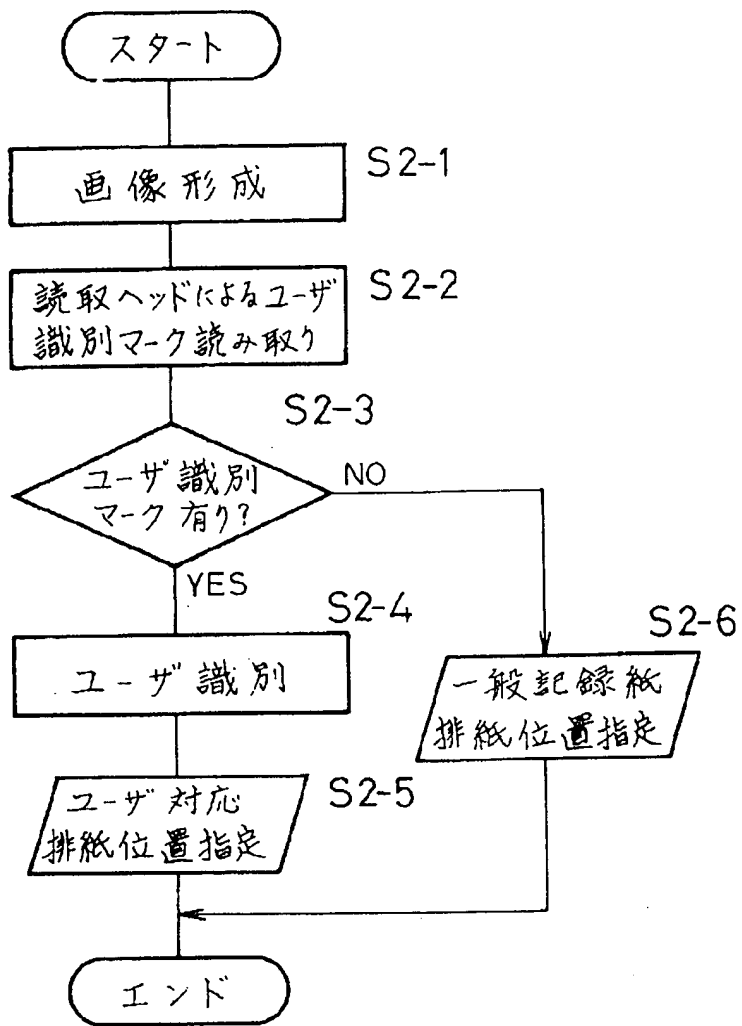 スタート
画像形成
S2-1
読取ヘッドによるユーザ
識別マーク読み取り
S2-2
S2-3
ユーザ識別
マーク有り?
NO
YES
S2-4
ユーザ識別
S2-6
一般記録紙
排紙位置指定
S2-5
ユーザ対応
排紙位置指定
エンド